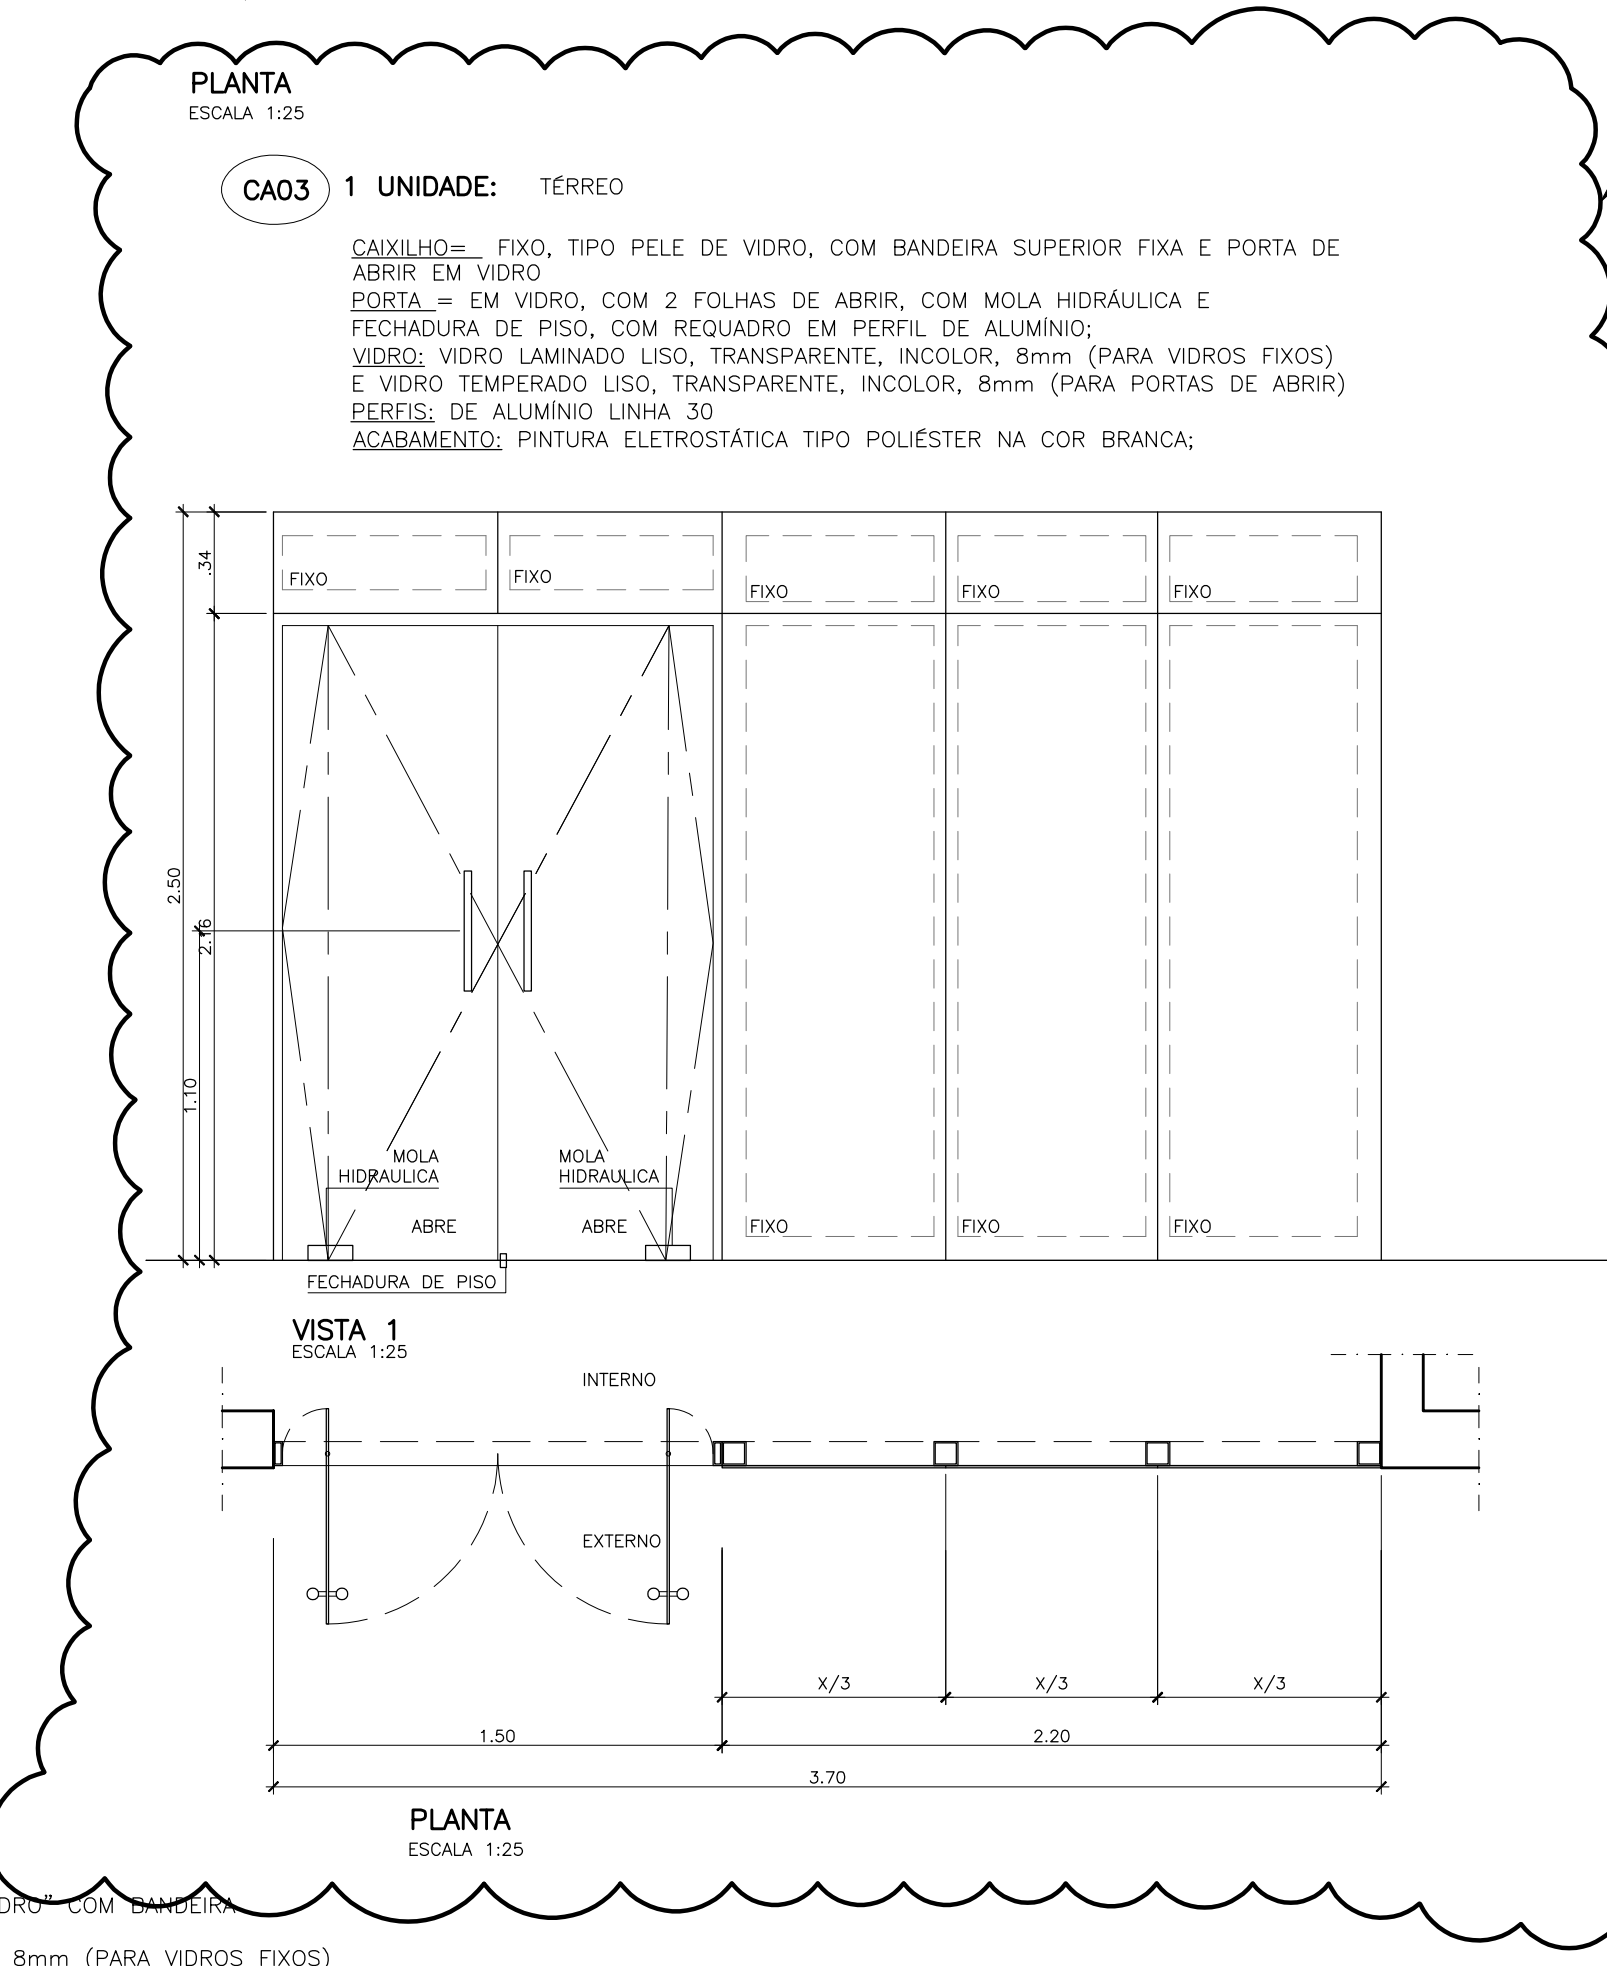 PLANTA
ESCALA 1:25
CA03 1 UNIDADE: TÉRREO
CAIXILHO= FIXO, TIPO PELE DE VIDRO, COM BANDEIRA SUPERIOR FIXA E PORTA DE
ABRIR EM VIDRO
PORTA = EM VIDRO, COM 2 FOLHAS DE ABRIR, COM MOLA HIDRÁULICA E
FECHADURA DE PISO, COM REQUADRO EM PERFIL DE ALUMÍNIO;
VIDRO: VIDRO LAMINADO LISO, TRANSPARENTE, INCOLOR, 8mm (PARA VIDROS FIXOS)
E VIDRO TEMPERADO LISO, TRANSPARENTE, INCOLOR, 8mm (PARA PORTAS DE ABRIR)
PERFIS: DE ALUMÍNIO LINHA 30
ACABAMENTO: PINTURA ELETROSTÁTICA TIPO POLIÉSTER NA COR BRANCA;
.34
FIXO FIXO FIXO FIXO FIXO
2.50
2.16
1.10
MOLA
HIDRAULICA
MOLA
HIDRAULICA
ABRE ABRE FIXO FIXO FIXO
FECHADURA DE PISO
VISTA 1
ESCALA 1:25
INTERNO
EXTERNO
X/3 X/3 X/3
1.50 2.20
3.70
PLANTA
ESCALA 1:25
DRO" COM BANDEIRA
8mm (PARA VIDROS FIXOS)